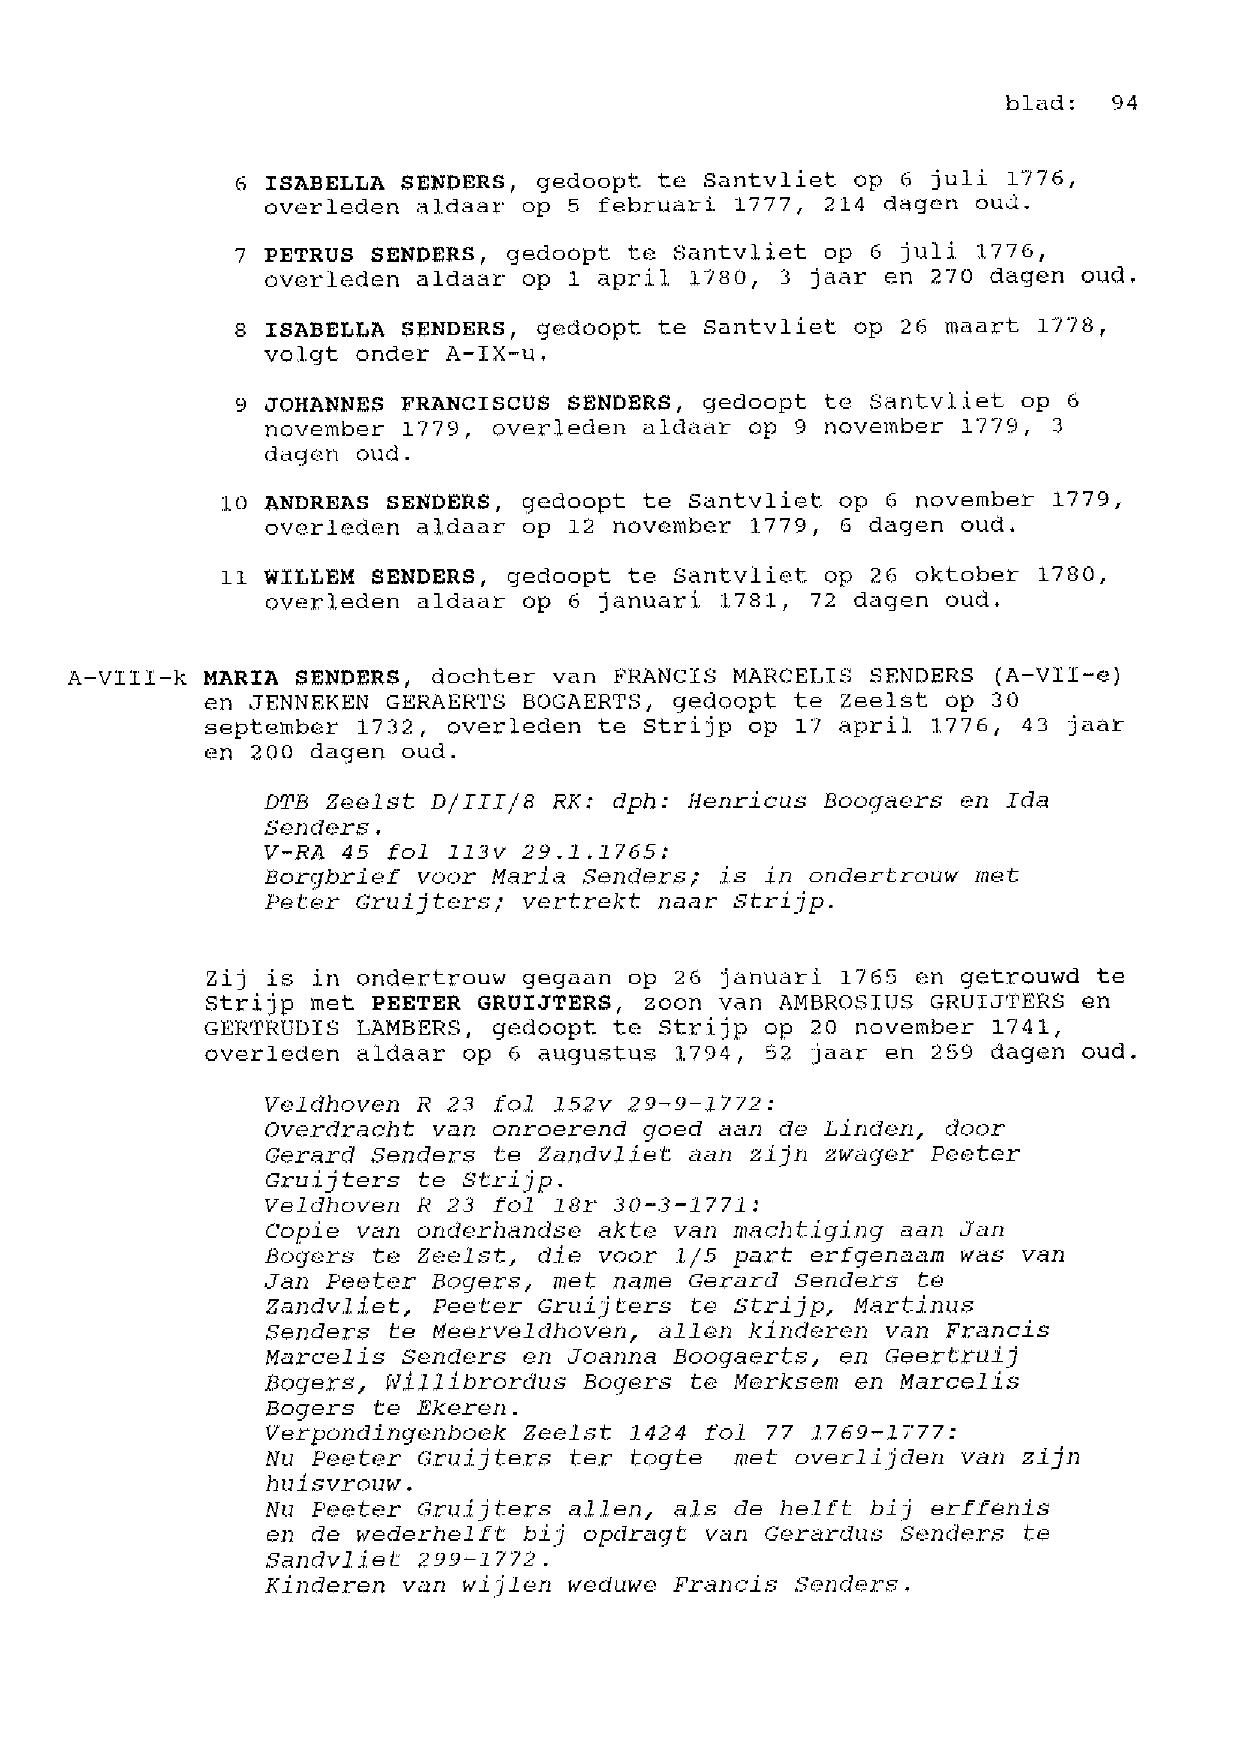 blad: 94
6 ISABELLA SENDERS, gedoopt te Santvliet op 6 juli 1776,
overleden aldaar op 5 februari 1777, 214 dagen oud.
7 PETRUS SENDERS, gedoopt te Santvliet op 6 juli 1776,
overleden aldaar op 1 april 1780, 3 jaar en 270 dagen oud.
8 ISABELLA SENDERS, gedoopt te Santvliet op 26 maart 1778,
volgt onder A-IX-u.
9 JOHANNES FRANCISCUS SENDERS, gedoopt te Santvliet op 6
november 1779, overleden aldaar op 9 november 1779, 3
dagen oud.
10 ANDREAS SENDERS, gedoopt te Santvliet op 6 november 1779,
overleden aldaar op 12 november 1779, 6 dagen oud.
11 WILLEM SENDERS, gedoopt te Santvliet op 26 oktober 1780,
overleden aldaar op 6 januari 1781, 72 dagen oud.
A-VIII-k MARIA SENDERS, dochter van FRANCIS MARCELIS SENDERS (A-VII-e)
en JENNEKEN GERAERTS BOGAERTS, gedoopt te Zeelst op 30
september 1732, overleden te Strijp op 17 april 1776, 43 jaar
en 200 dagen oud.
DTB Zeelst D/III/8 RK: dph: Henricus Boogaers en Ida
Senders.
V-RA 45 fol 113v 29.1.1765:
Borgbrief voor Maria Senders; is in ondertrouw met
Peter Gruijters; vertrekt naar Strijp.
Zij is in ondertrouw gegaan op 26 januari 1765 en getrouwd te
Strijp met PEETER GRUIJTERS, zoon van AMBROSIUS GRUIJTERS en
GERTRUDIS LAMBERS, gedoopt te Strijp op 20 november 1741,
overleden aldaar op 6 augustus 1794, 52 jaar en 259 dagen oud.
Veldhoven R 23 fol 152v 29-9-1772:
Overdracht van onroerend goed aan de Linden, door
Gerard Senders te Zandvliet aan zijn zwager Peeter
Gruijters te Strijp.
Veldhoven R 23 fol 18r 30-3-1771:
Copie van onderhandse akte van machtiging aan Jan
Bogers te Zeelst, die voor 1/5 part erfgenaam was van
Jan Peeter Bogers, met name Gerard Senders te
Zandvliet, Peeter Gruijters te Strijp, Martinus
Senders te Meerveldhoven, allen kinderen van Francis
Marcelis Senders en Joanna Boogaerts, en Geertruij
Bogers, Willibrordus Bogers te Merksem en Marcelis
Bogers te Ekeren.
Verpondingenboek Zeelst 1424 fol 77 1769-1777:
Nu Peeter Gruijters ter togte met overlijden van zijn
huisvrouw.
Nu Peeter Gruijters allen, als de helft bij erffenis
en de wederhelft bij opdragt van Gerardus Senders te
Sandvliet 299-1772.
Kinderen van wijlen weduwe Francis Senders.